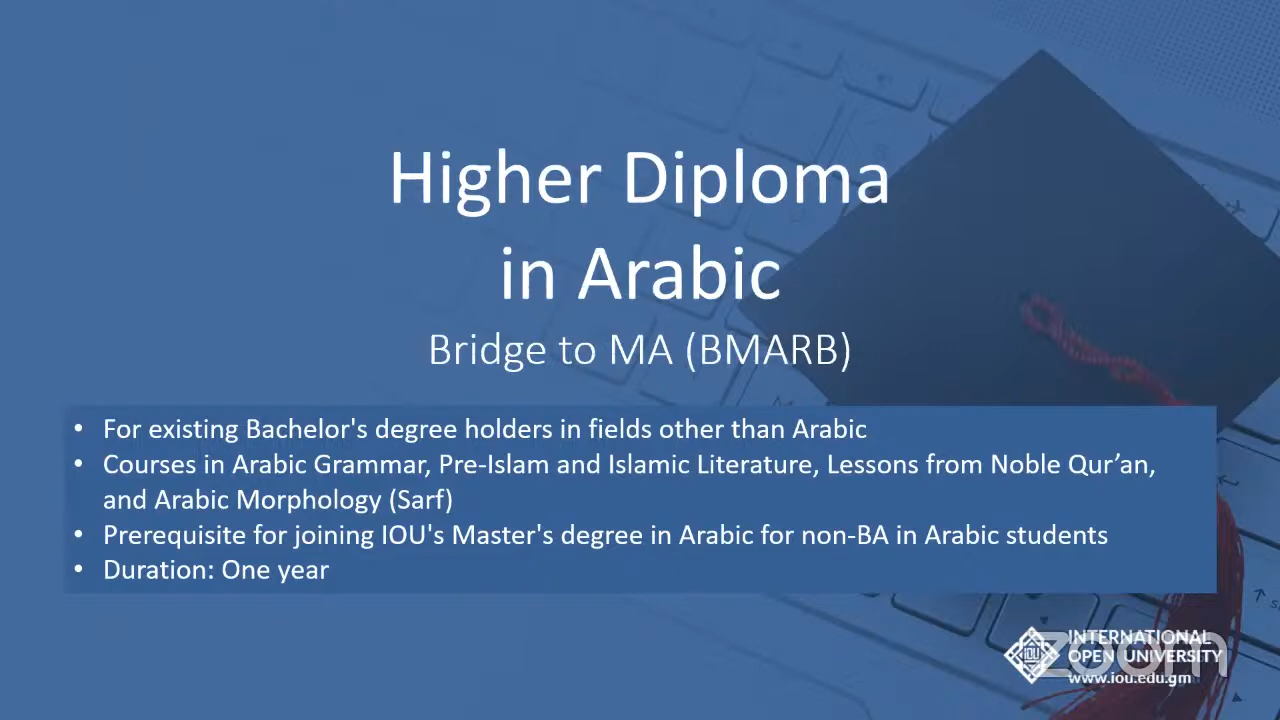 Higher Diploma
in Arabic
Bridge to MA (BMARB)
• For existing Bachelor's degree holders in fields other than Arabic
• Courses in Arabic Grammar, Pre-Islam and Islamic Literature, Lessons from Noble Qur’an,
and Arabic Morphology (Sarf)
• Prerequisite for joining IOU's Master's degree in Arabic for non-BA in Arabic students
• Duration: One year
IOU
INTERNATIONAL
OPEN UNIVERSITY
www.iou.edu.gm
zoom